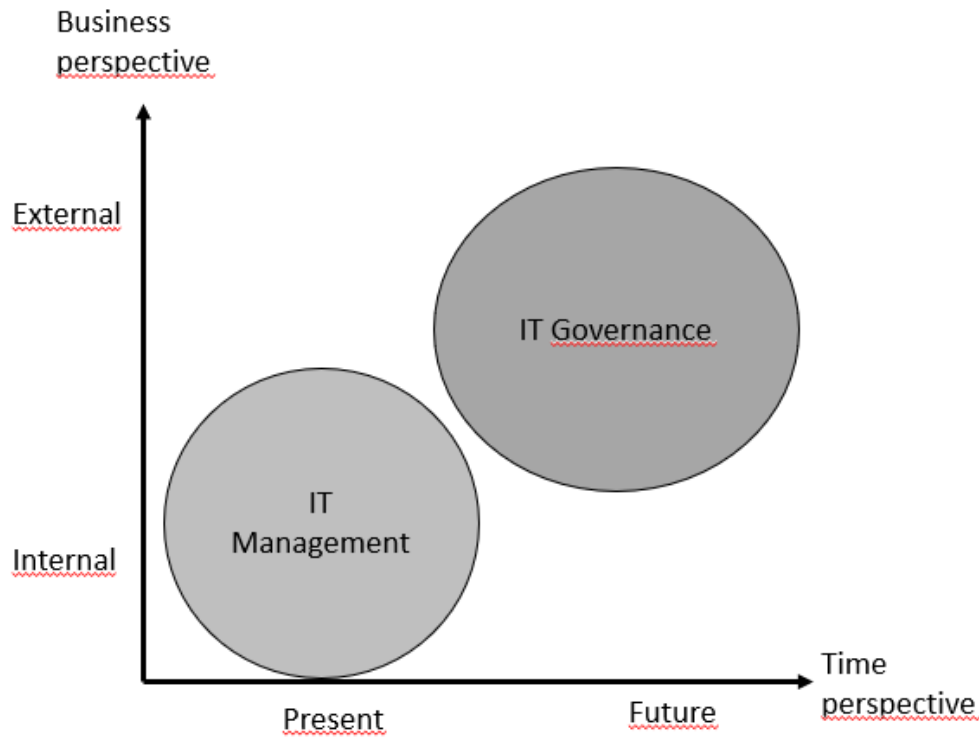 Business
perspective
External
IT Governance
IT
Management
Internal
Time
perspective
Present
Future